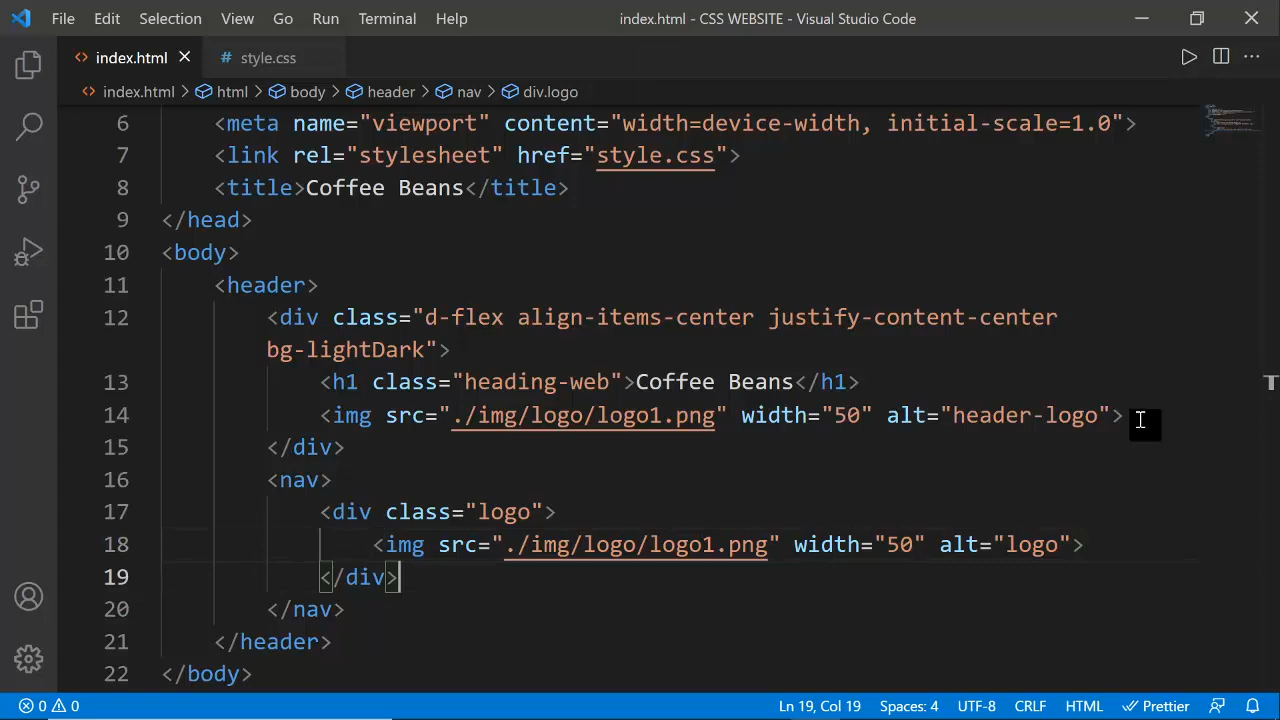 File Edit Selection View Go Run Terminal Help index.html - CSS WEBSITE - Visual Studio Code
index.html # style.css
index.html > html > body > header > nav > div.logo
6 <meta name="viewport" content="width=device-width, initial-scale=1.0">
7 <link rel="stylesheet" href="style.css">
8 <title>Coffee Beans</title>
9 </head>
10 <body>
11 <header>
12 <div class="d-flex align-items-center justify-content-center
bg-lightDark">
13 <h1 class="heading-web">Coffee Beans</h1>
14 <img src="./img/logo/logo1.png" width="50" alt="header-logo">
15 </div>
16 <nav>
17 <div class="logo">
18 <img src="./img/logo/logo1.png" width="50" alt="logo">
19 </div>
20 </nav>
21 </header>
22 </body>
0 0 Ln 19, Col 19 Spaces: 4 UTF-8 CRLF HTML Prettier